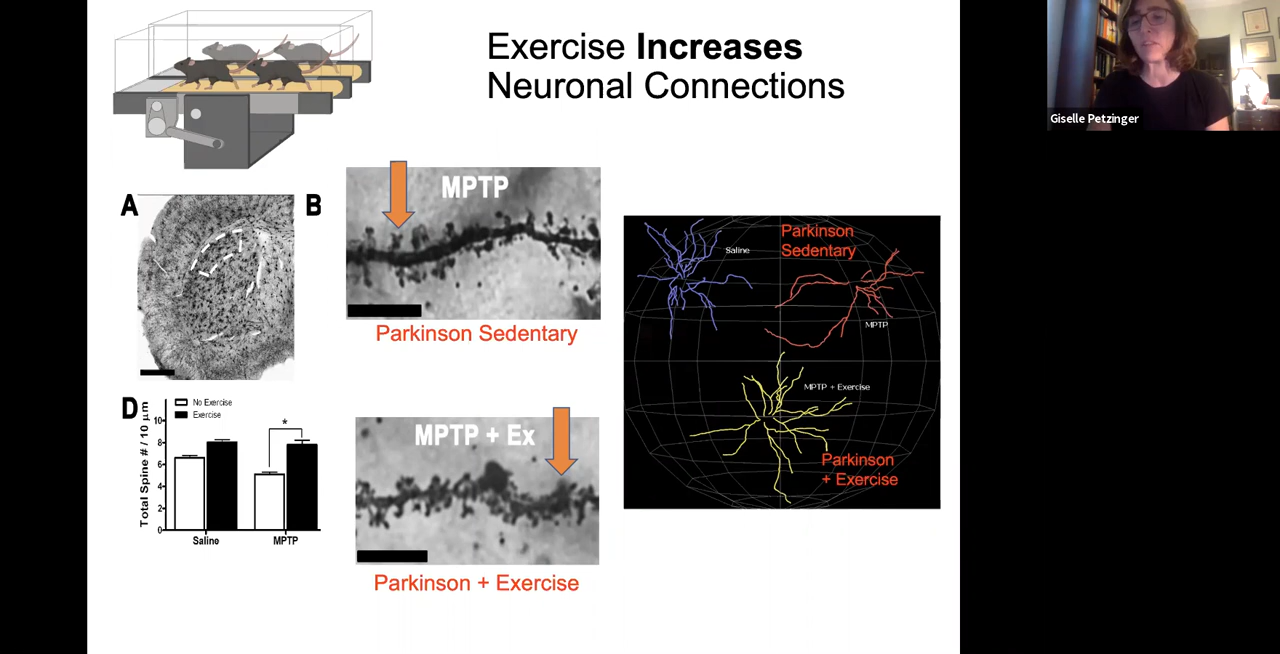 Exercise Increases
Neuronal Connections
Giselle Petzinger
A
B
MPTP
Parkinson Sedentary
D
No Exercise
Exercise
Total Spine # / 10 μm
10
8
6
4
2
0
*
Saline
MPTP
MPTP + Ex
Parkinson + Exercise
Saline
Parkinson
Sedentary
MPTP
MPTP + Exercise
Parkinson
+ Exercise